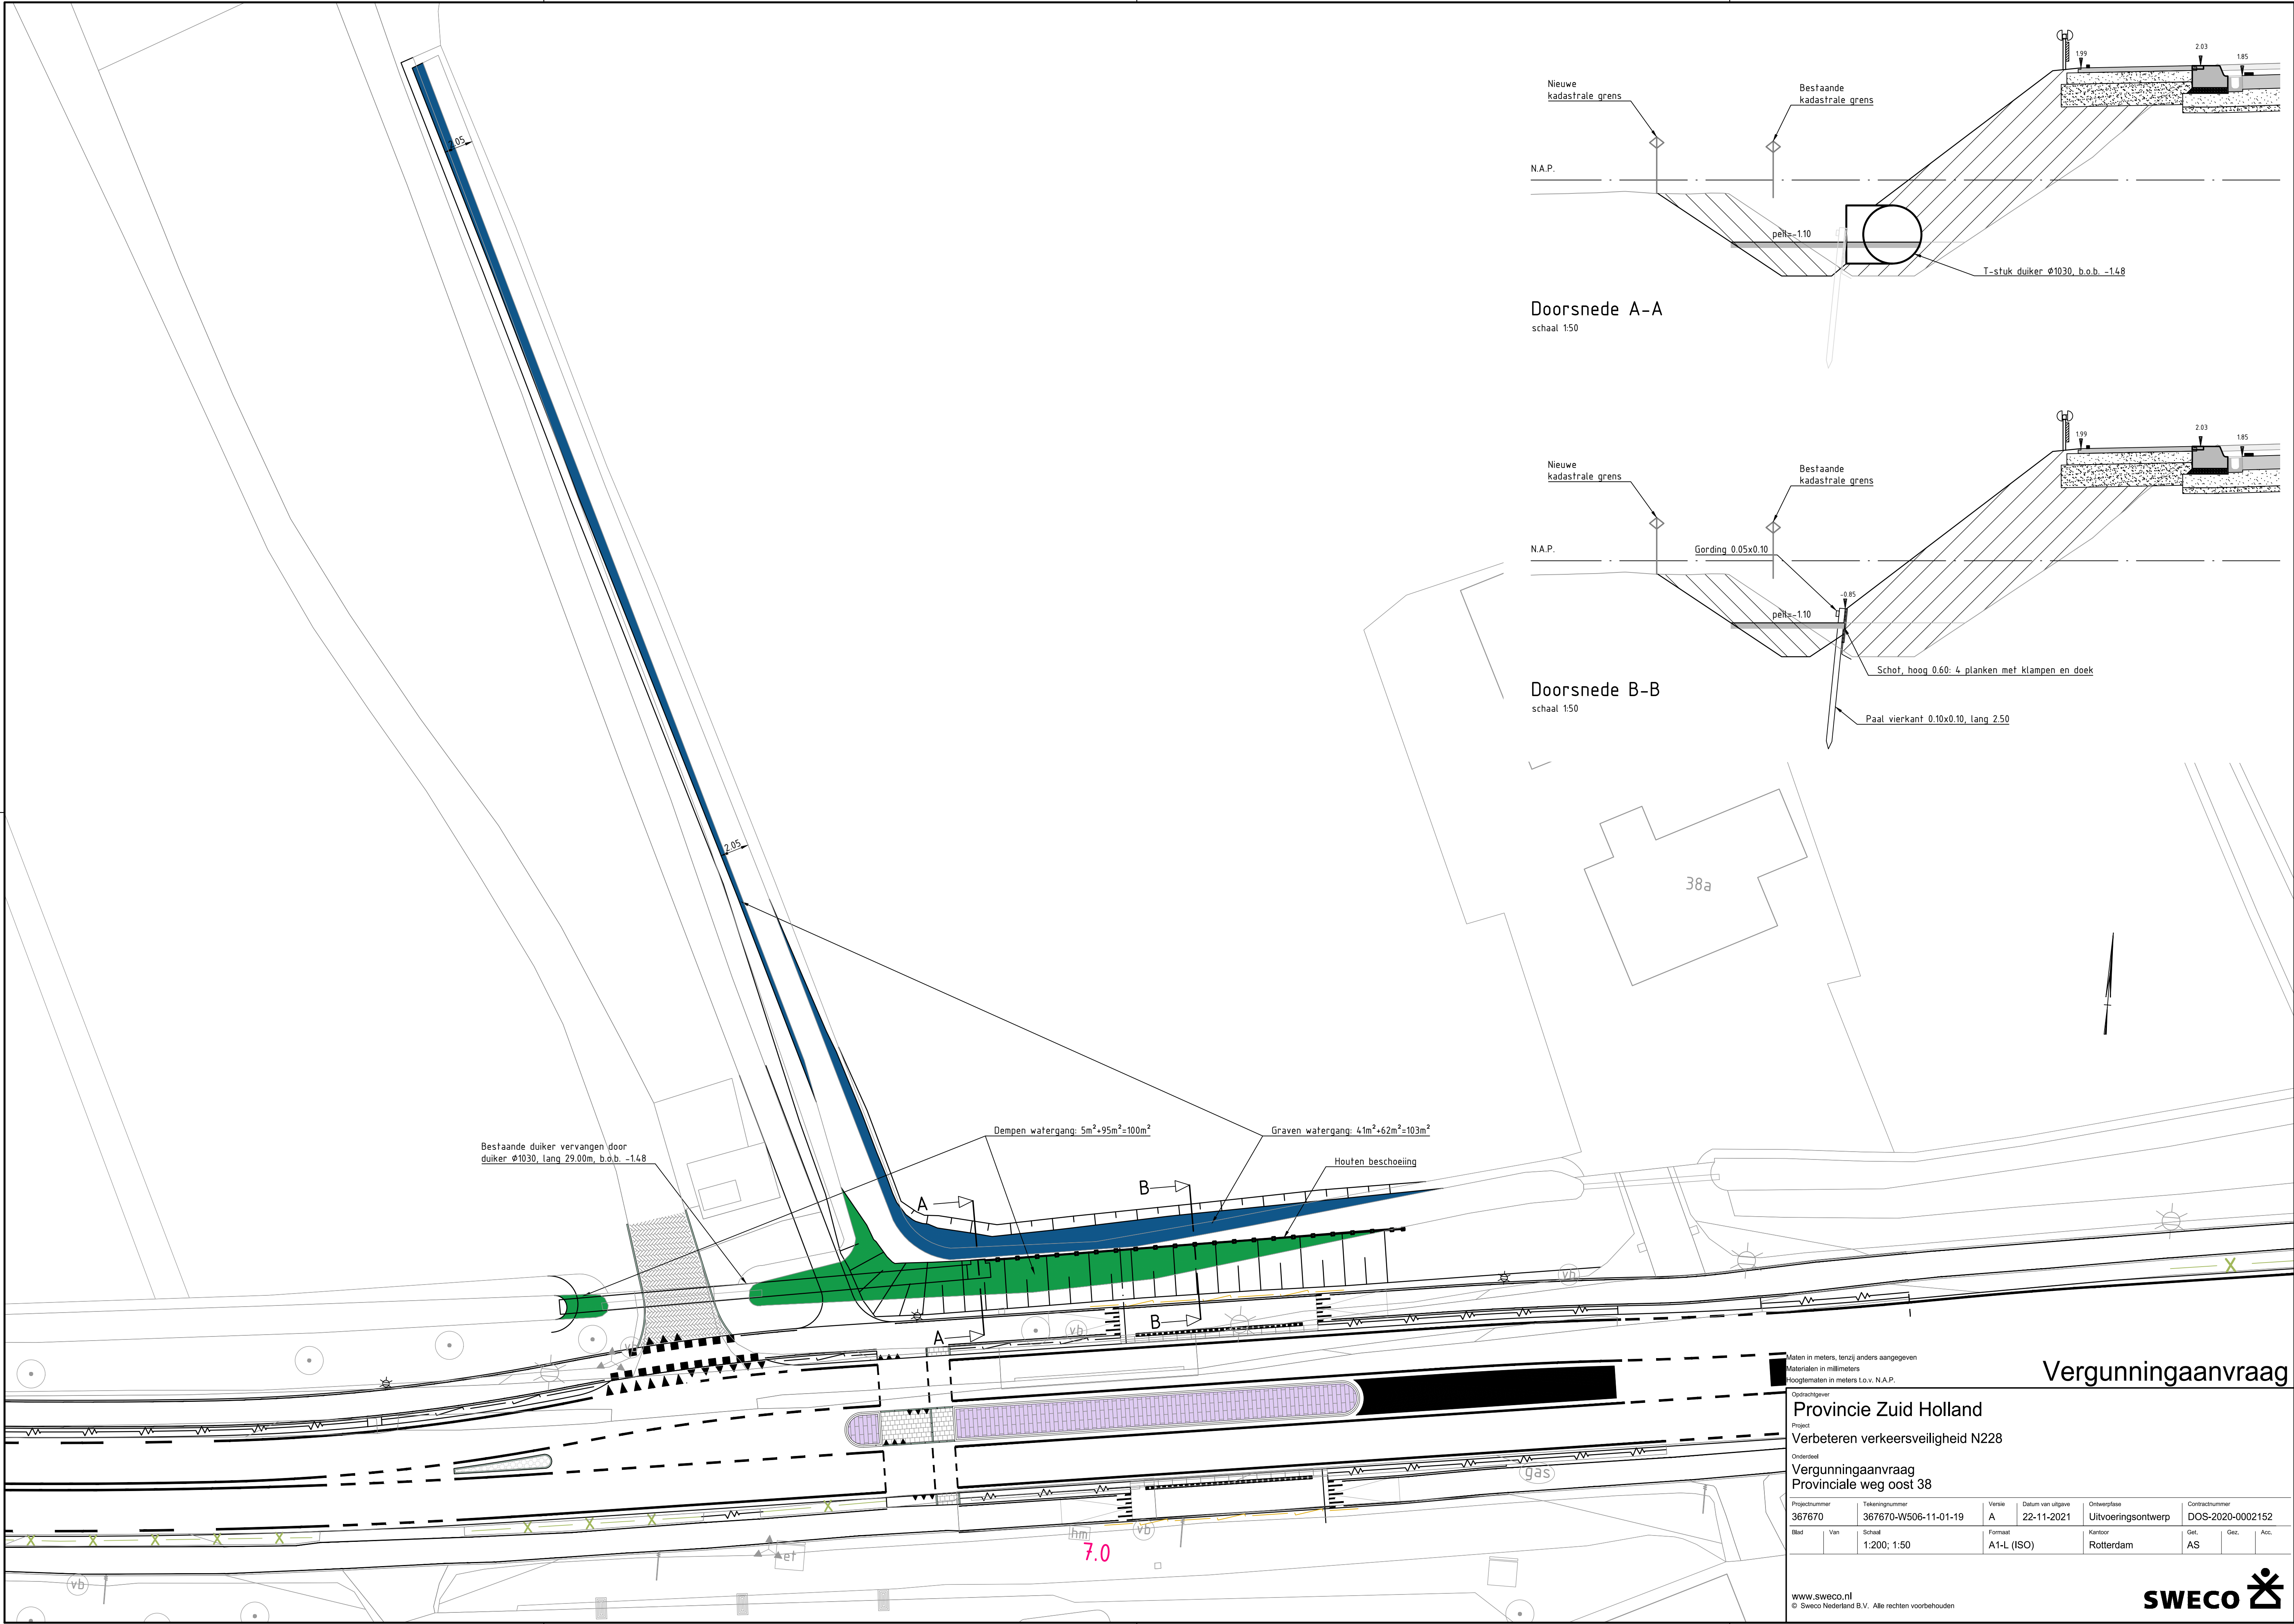 Nieuwe
kadastrale grens
Bestaande
kadastrale grens
1.99
2.03
1.85
N.A.P.
peil=-1.10
T-stuk duiker Ø1030, b.o.b. -1.48
Doorsnede A-A
schaal 1:50
Nieuwe
kadastrale grens
Bestaande
kadastrale grens
1.99
2.03
1.85
N.A.P.
Gording 0.05x0.10
-0.85
peil=-1.10
Schot, hoog 0.60: 4 planken met klampen en doek
Doorsnede B-B
schaal 1:50
Paal vierkant 0.10x0.10, lang 2.50
2.05
2.05
38a
Bestaande duiker vervangen door
duiker Ø1030, lang 29.00m, b.o.b. -1.48
Dempen watergang: 5m²+95m²=100m²
Graven watergang: 41m²+62m²=103m²
Houten beschoeiing
A
B
A
B
vb
vb
vb
gas
hm
vb
7.0
et
vb
Maten in meters, tenzij anders aangegeven
Materialen in millimeters
Hoogtematen in meters t.o.v. N.A.P.
Vergunningaanvraag
Opdrachtgever
Provincie Zuid Holland
Project
Verbeteren verkeersveiligheid N228
Onderdeel
Vergunningaanvraag
Provinciale weg oost 38
Projectnummer Tekeningnummer Versie Datum van uitgave Ontwerpfase Contractnummer
367670 367670-W506-11-01-19 A 22-11-2021 Uitvoeringsontwerp DOS-2020-0002152
Blad Van Schaal Formaat Kantoor Get. Gez. Acc.
1:200; 1:50 A1-L (ISO) Rotterdam AS
www.sweco.nl
© Sweco Nederland B.V. Alle rechten voorbehouden
SWECO